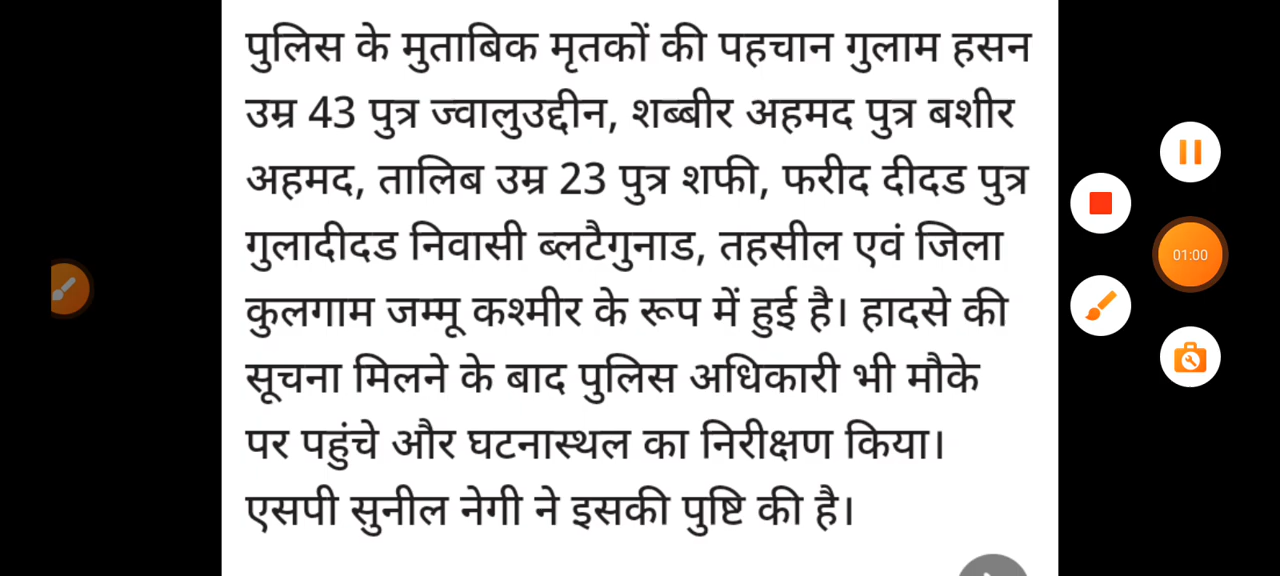 पुलिस के मुताबिक मृतकों की पहचान गुलाम हसन
उम्र 43 पुत्र ज्वालुउद्दीन, शब्बीर अहमद पुत्र बशीर
अहमद, तालिब उम्र 23 पुत्र शफी, फरीद दीदड पुत्र
गुलादीदड निवासी ब्लटैगुनाड, तहसील एवं जिला
कुलगाम जम्मू कश्मीर के रूप में हुई है। हादसे की
सूचना मिलने के बाद पुलिस अधिकारी भी मौके
पर पहुंचे और घटनास्थल का निरीक्षण किया।
एसपी सुनील नेगी ने इसकी पुष्टि की है।
01:00